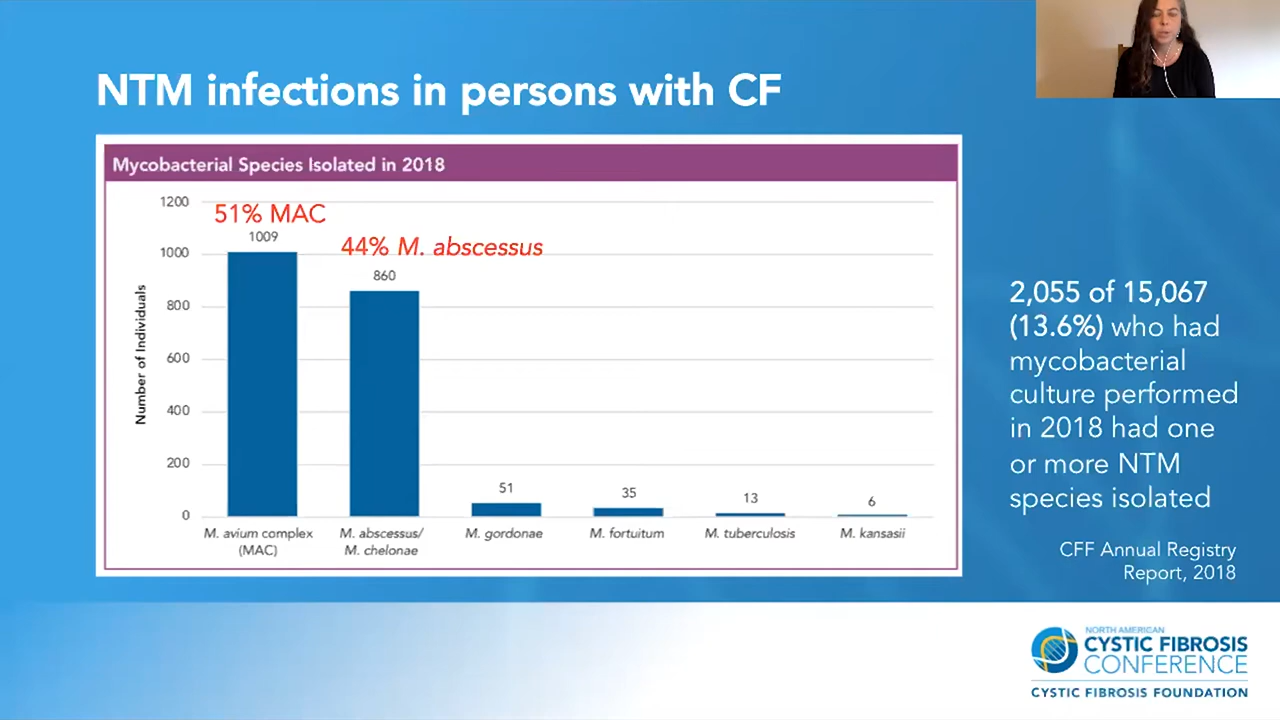 NTM infections in persons with CF
Mycobacterial Species Isolated in 2018
1200
1000
800
600
400
200
0
Number of Individuals
51% MAC
1009
44% M. abscessus
860
51
35
13
6
M. avium complex
(MAC)
M. abscessus/
M. chelonae
M. gordonae
M. fortuitum
M. tuberculosis
M. kansasii
2,055 of 15,067
(13.6%) who had
mycobacterial
culture performed
in 2018 had one
or more NTM
species isolated
CFF Annual Registry
Report, 2018
NORTH AMERICAN
CYSTIC FIBROSIS
CONFERENCE
CYSTIC FIBROSIS FOUNDATION